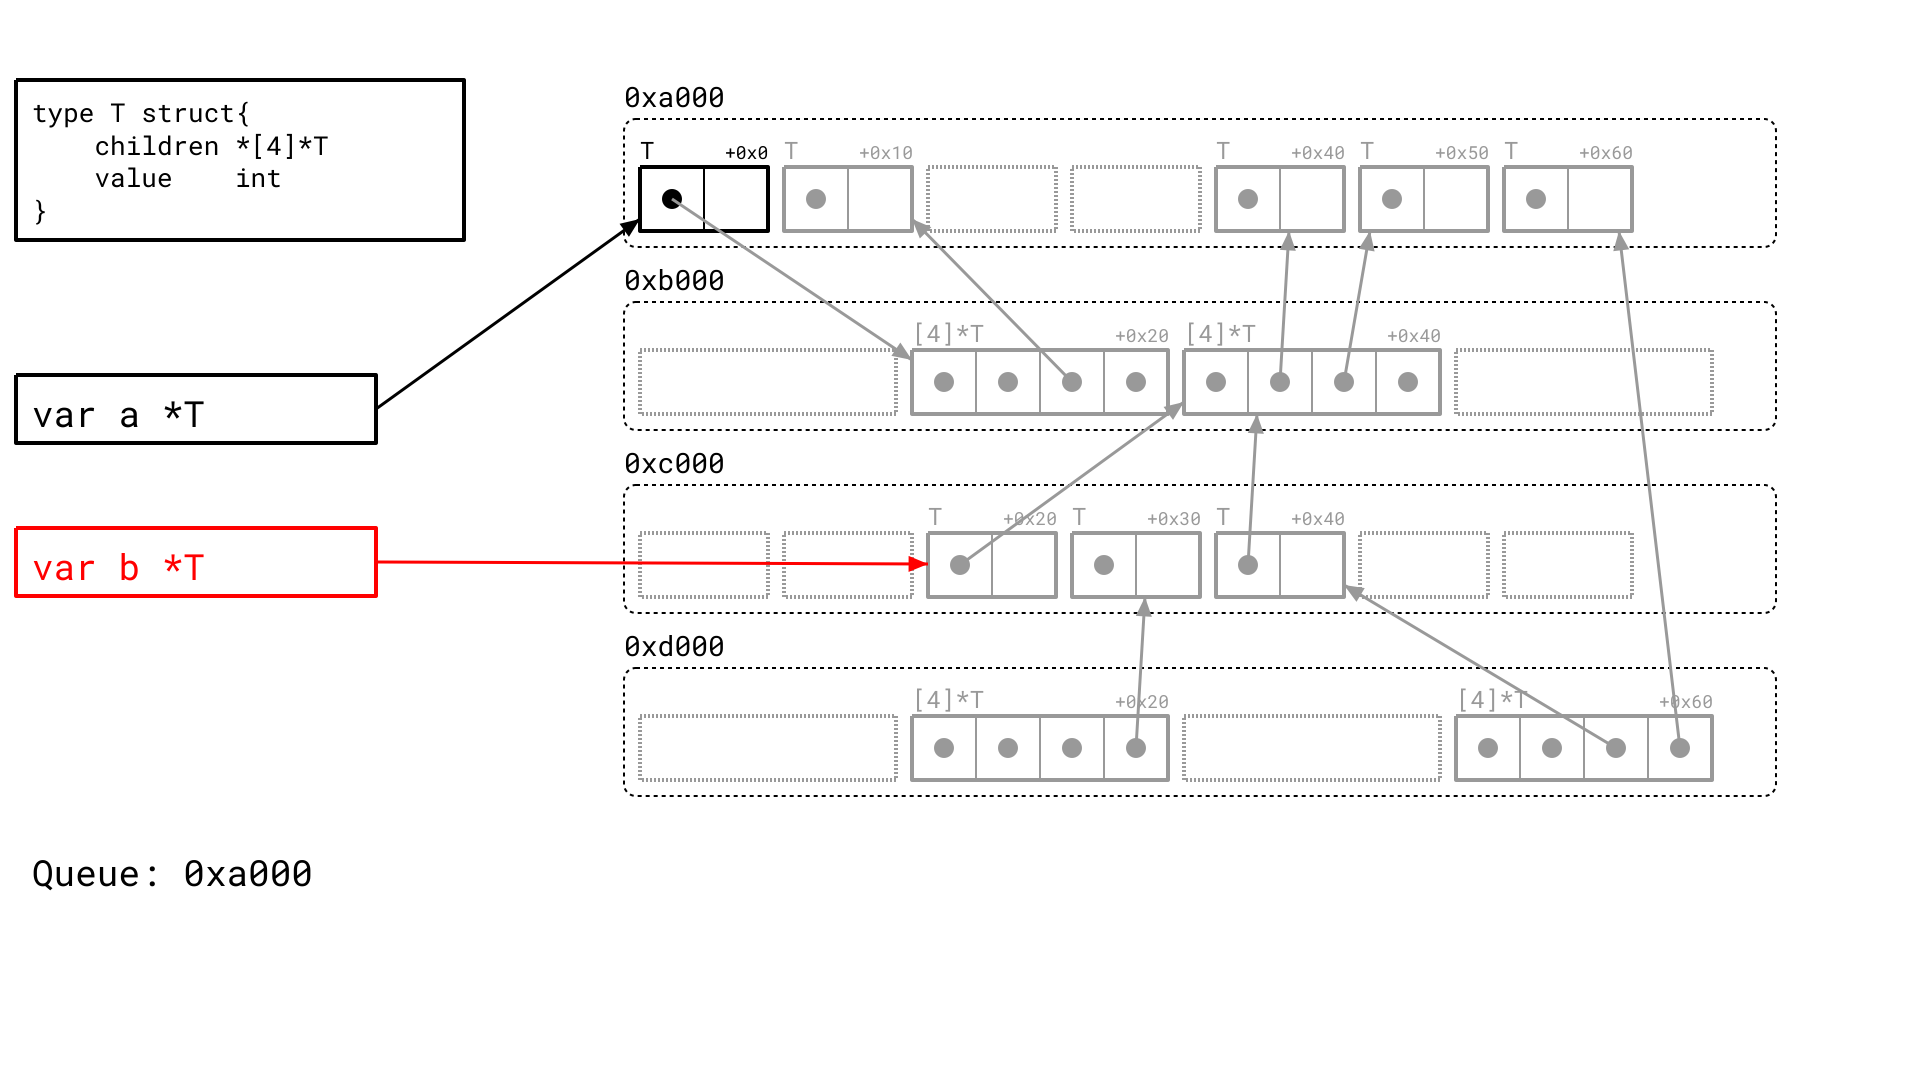 type T struct{
    children *[4]*T
    value    int
}
var a *T
var b *T
0xa000
T +0x0 T +0x10 T +0x40 T +0x50 T +0x60
0xb000
[4]*T +0x20 [4]*T +0x40
0xc000
T +0x20 T +0x30 T +0x40
0xd000
[4]*T +0x20 [4]*T +0x60
Queue: 0xa000